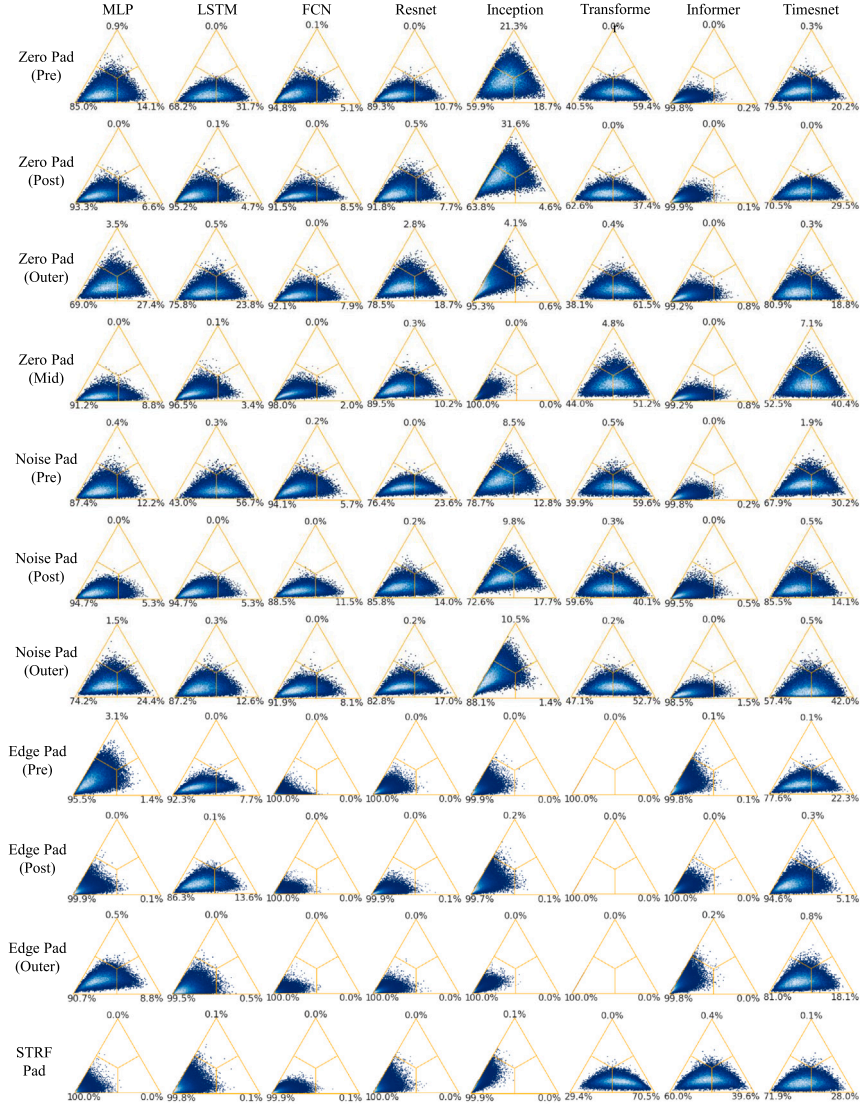 MLP LSTM FCN Resnet Inception Transforme Informer Timesnet
r
0.9% 0.0% 0.1% 0.0% 21.3% 0.0% 0.0% 0.3%
Zero Pad
(Pre)
85.0% 14.1% 68.2% 31.7% 94.8% 5.1% 89.3% 10.7% 59.9% 18.7% 40.5% 59.4% 99.8% 0.2% 79.5% 20.2%
0.0% 0.1% 0.0% 0.5% 31.6% 0.0% 0.0% 0.0%
Zero Pad
(Post)
93.3% 6.6% 95.2% 4.7% 91.5% 8.5% 91.8% 7.7% 63.8% 4.6% 62.6% 37.4% 99.9% 0.1% 70.5% 29.5%
3.5% 0.5% 0.0% 2.8% 4.1% 0.4% 0.0% 0.3%
Zero Pad
(Outer)
69.0% 27.4% 75.8% 23.8% 92.1% 7.9% 78.5% 18.7% 95.3% 0.6% 38.1% 61.5% 99.2% 0.8% 80.9% 18.8%
0.0% 0.1% 0.0% 0.3% 0.0% 4.8% 0.0% 7.1%
Zero Pad
(Mid)
91.2% 8.8% 96.5% 3.4% 98.0% 2.0% 89.5% 10.2% 100.0% 0.0% 44.0% 51.2% 99.2% 0.8% 52.5% 40.4%
0.4% 0.3% 0.2% 0.0% 8.5% 0.5% 0.0% 1.9%
Noise Pad
(Pre)
87.4% 12.2% 43.0% 56.7% 94.1% 5.7% 76.4% 23.6% 78.7% 12.8% 39.9% 59.6% 99.8% 0.2% 67.9% 30.2%
0.0% 0.0% 0.0% 0.2% 9.8% 0.3% 0.0% 0.5%
Noise Pad
(Post)
94.7% 5.3% 94.7% 5.3% 88.5% 11.5% 85.8% 14.0% 72.6% 17.7% 59.6% 40.1% 99.5% 0.5% 85.5% 14.1%
1.5% 0.3% 0.0% 0.2% 10.5% 0.2% 0.0% 0.5%
Noise Pad
(Outer)
74.2% 24.4% 87.2% 12.6% 91.9% 8.1% 82.8% 17.0% 88.1% 1.4% 47.1% 52.7% 98.5% 1.5% 57.4% 42.0%
3.1% 0.0% 0.0% 0.0% 0.0% 0.0% 0.1% 0.1%
Edge Pad
(Pre)
95.5% 1.4% 92.3% 7.7% 100.0% 0.0% 100.0% 0.0% 99.9% 0.0% 100.0% 0.0% 99.8% 0.1% 77.6% 22.3%
0.0% 0.1% 0.0% 0.0% 0.2% 0.0% 0.0% 0.3%
Edge Pad
(Post)
99.9% 0.1% 86.3% 13.6% 100.0% 0.0% 99.9% 0.1% 99.7% 0.1% 100.0% 0.0% 100.0% 0.0% 94.6% 5.1%
0.5% 0.0% 0.0% 0.0% 0.0% 0.0% 0.2% 0.8%
Edge Pad
(Outer)
90.7% 8.8% 99.5% 0.5% 100.0% 0.0% 100.0% 0.0% 100.0% 0.0% 100.0% 0.0% 99.8% 0.0% 81.0% 18.1%
0.0% 0.1% 0.0% 0.0% 0.1% 0.0% 0.4% 0.1%
STRF
Pad
100.0% 0.0% 99.8% 0.1% 99.9% 0.1% 100.0% 0.0% 99.9% 0.0% 29.4% 70.5% 60.0% 39.6% 71.9% 28.0%